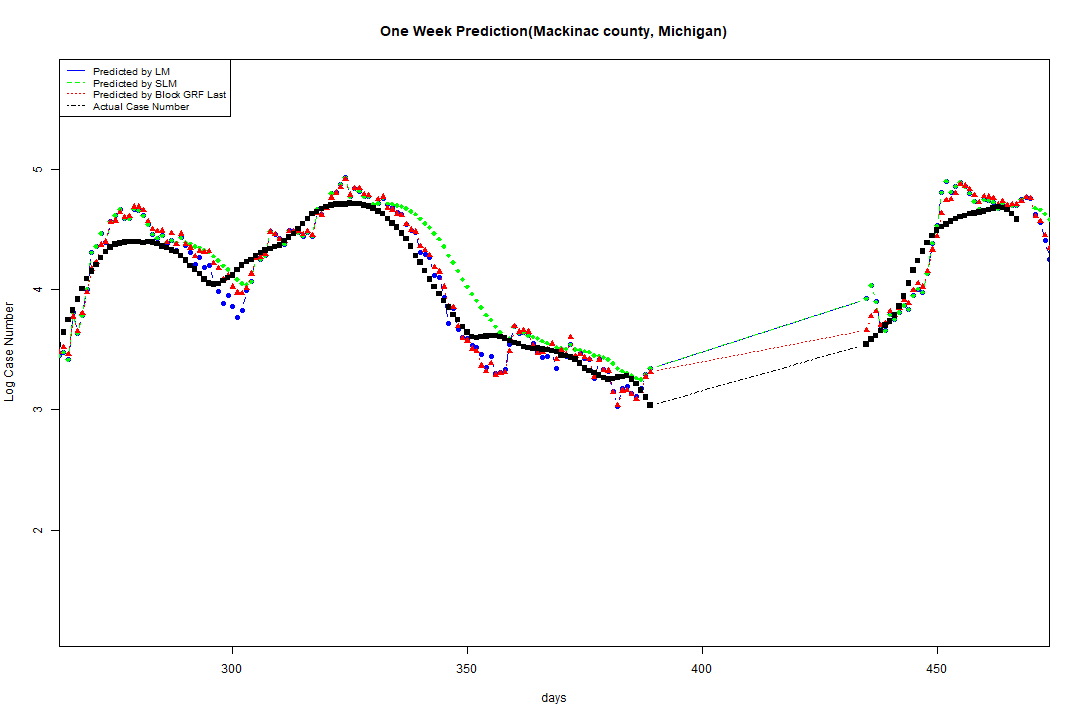 One Week Prediction(Mackinac county, Michigan)
Predicted by LM
Predicted by SLM
Predicted by Block GRF Last
Actual Case Number
5
4
3
2
Log Case Number
300 350 400 450
days